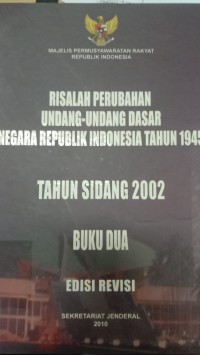 MAJELIS PERMUSYAWARATAN RAKYAT
REPUBLIK INDONESIA
RISALAH PERUBAHAN
UNDANG-UNDANG DASAR
NEGARA REPUBLIK INDONESIA TAHUN 1945
TAHUN SIDANG 2002
BUKU DUA
EDISI REVISI
SEKRETARIAT JENDERAL
2010